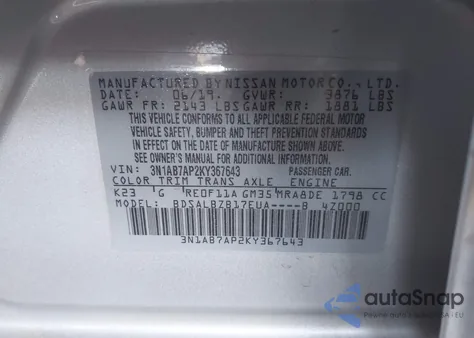 MANUFACTURED BY NISSAN MOTOR CO., LTD.
DATE: 06/19 GVWR: 3876 LBS
GAWR FR: 2143 LBS GAWR RR: 1881 LBS
THIS VEHICLE CONFORMS TO ALL APPLICABLE FEDERAL MOTOR
VEHICLE SAFETY, BUMPER AND THEFT PREVENTION STANDARDS
IN EFFECT ON THE DATE OF MANUFACTURE SHOWN ABOVE.
SEE OWNER'S MANUAL FOR ADDITIONAL INFORMATION.
VIN: 3N1AB7AP2KY367643 PASSENGER CAR.
COLOR TRIM TRANS AXLE ENGINE
K23 G RE0F11A GM35 MRA8DE 1798 CC
MODEL: BDSALBZB17EUA----B 4Z000
3N1AB7AP2KY367643
autoSnap